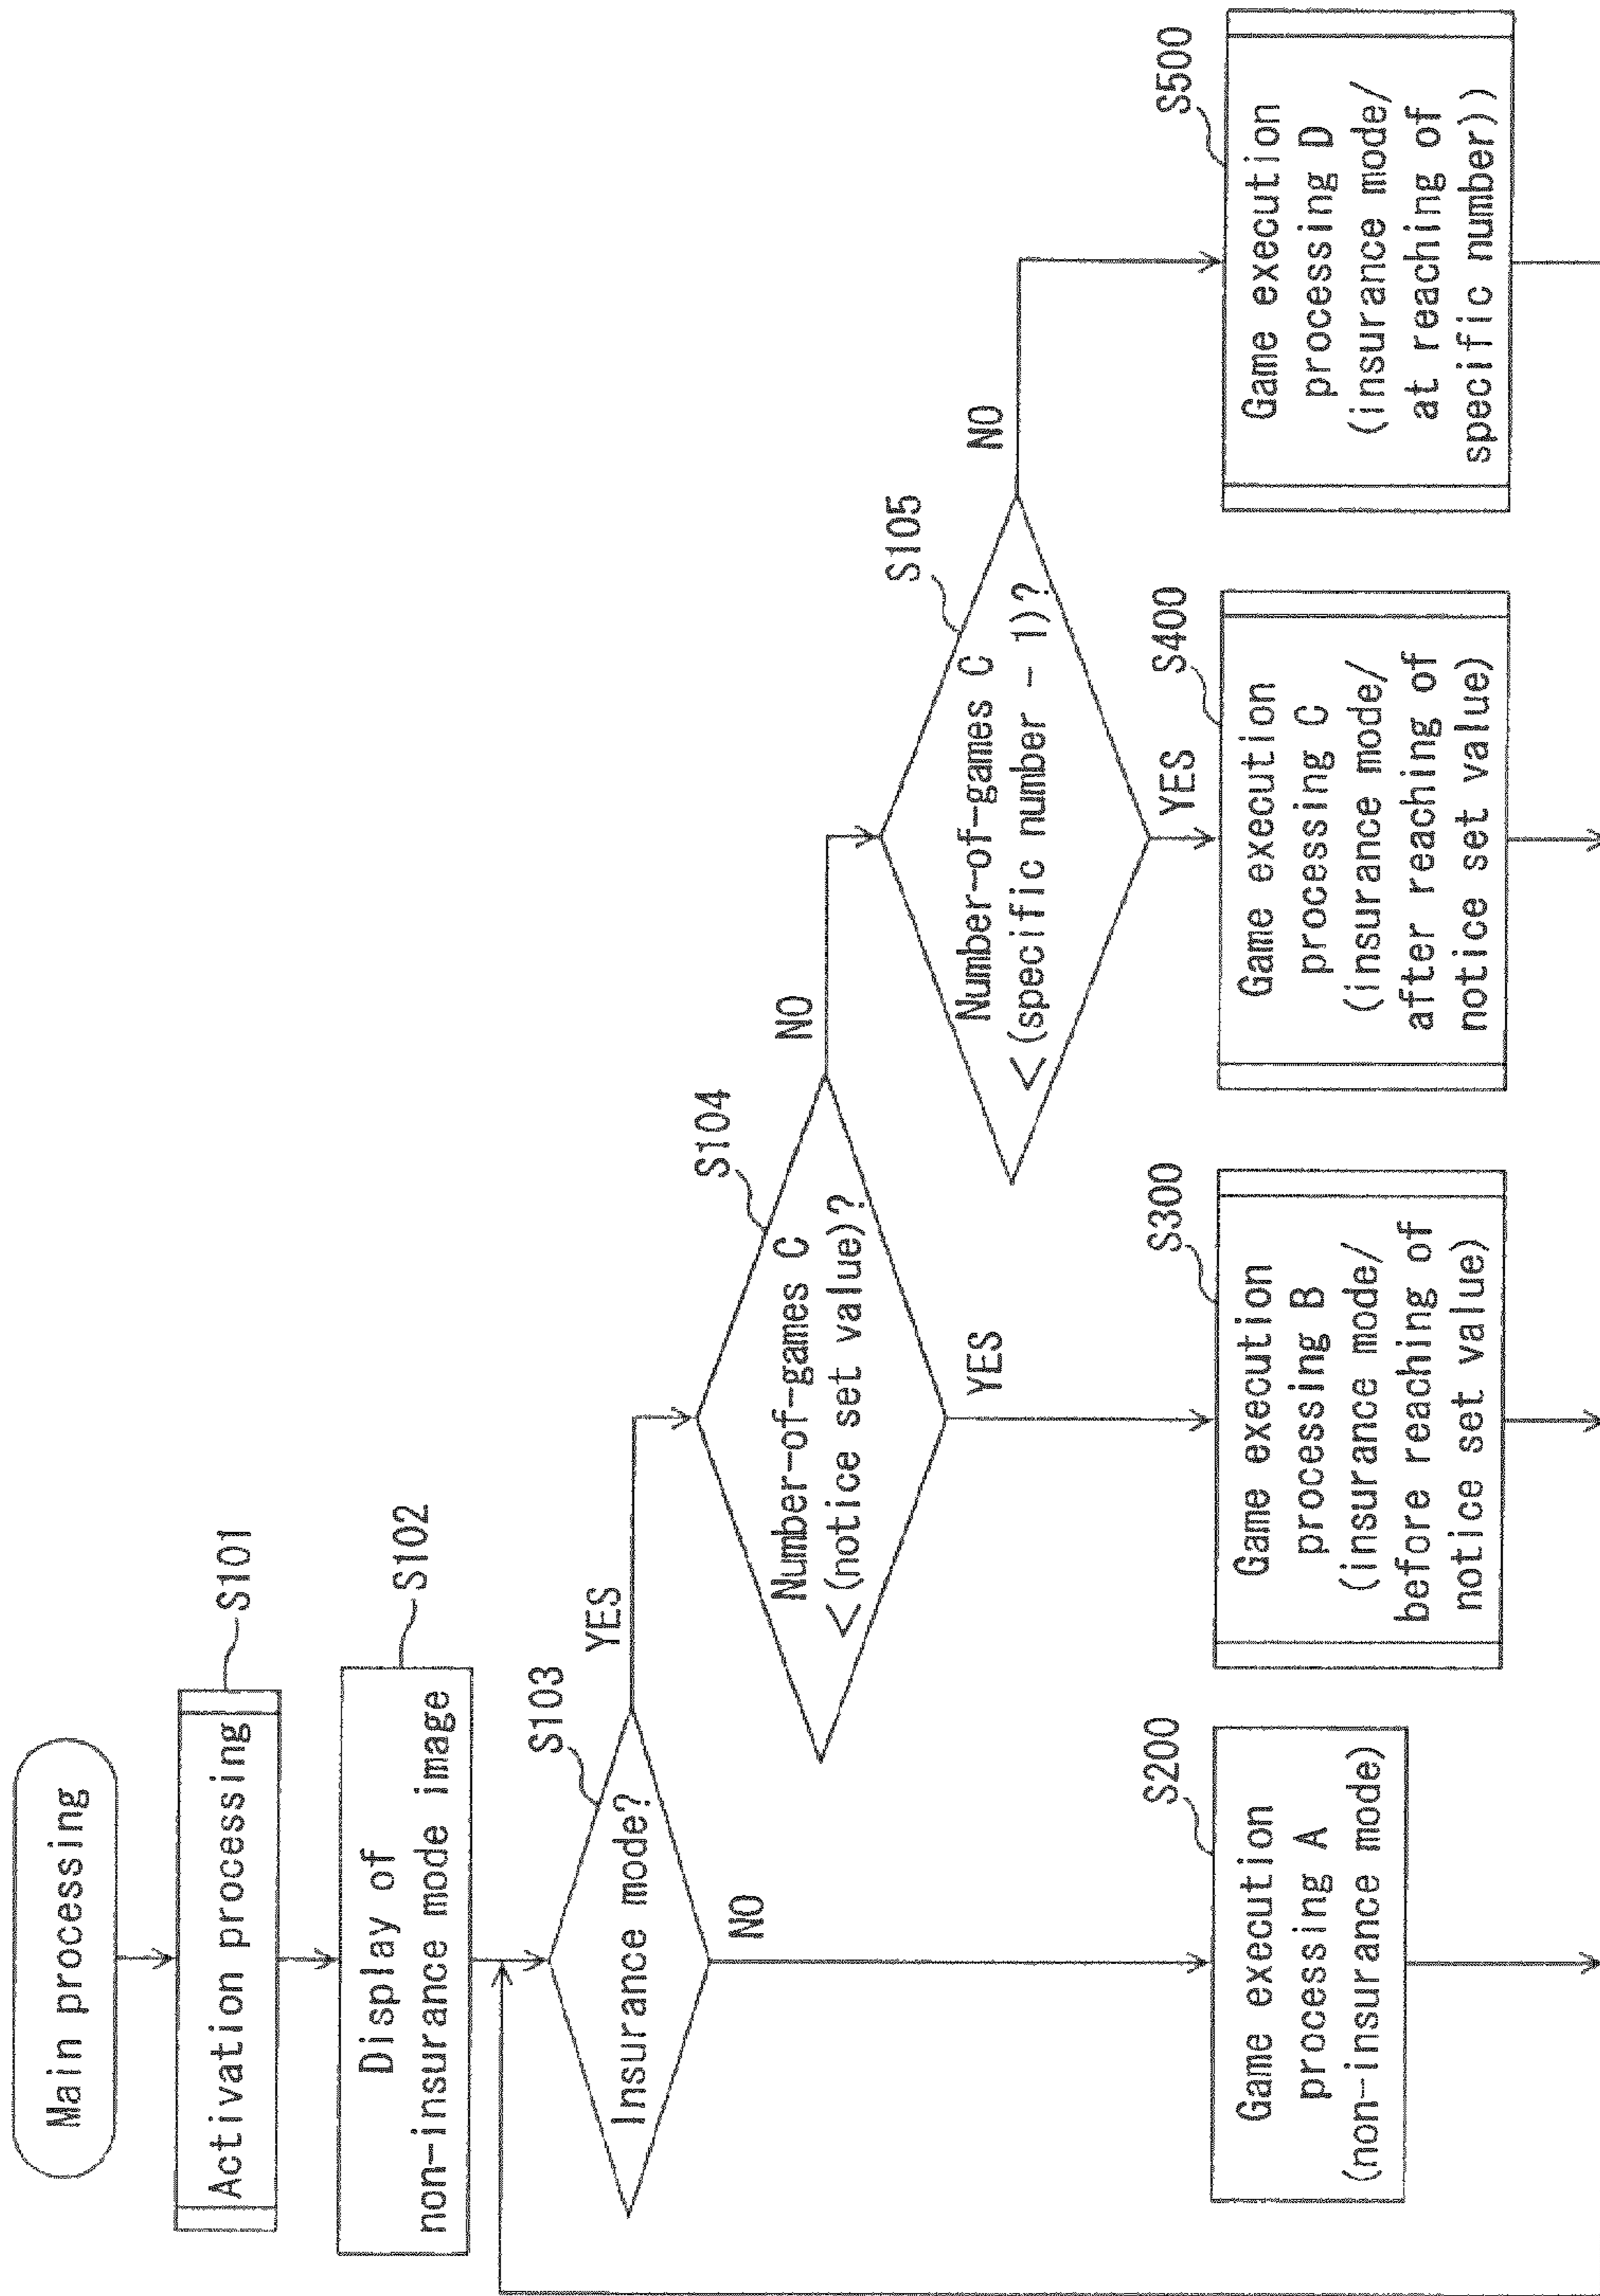 Main processing
Activation processing
S101
Display of
non-insurance mode image
S102
Insurance mode?
S103
YES
NO
Number-of-games C
< (notice set value)?
S104
NO
YES
Number-of-games C
< (specific number - 1)?
S105
NO
YES
S200
Game execution
processing A
(non-insurance mode)
S300
Game execution
processing B
(insurance mode/
before reaching of
notice set value)
S400
Game execution
processing C
(insurance mode/
after reaching of
notice set value)
S500
Game execution
processing D
(insurance mode/
at reaching of
specific number))